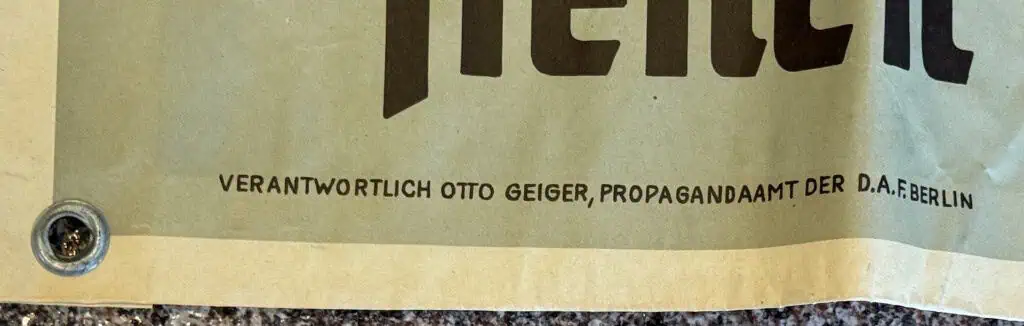 VERANTWORTLICH OTTO GEIGER, PROPAGANDAAMT DER D.A.F. BERLIN